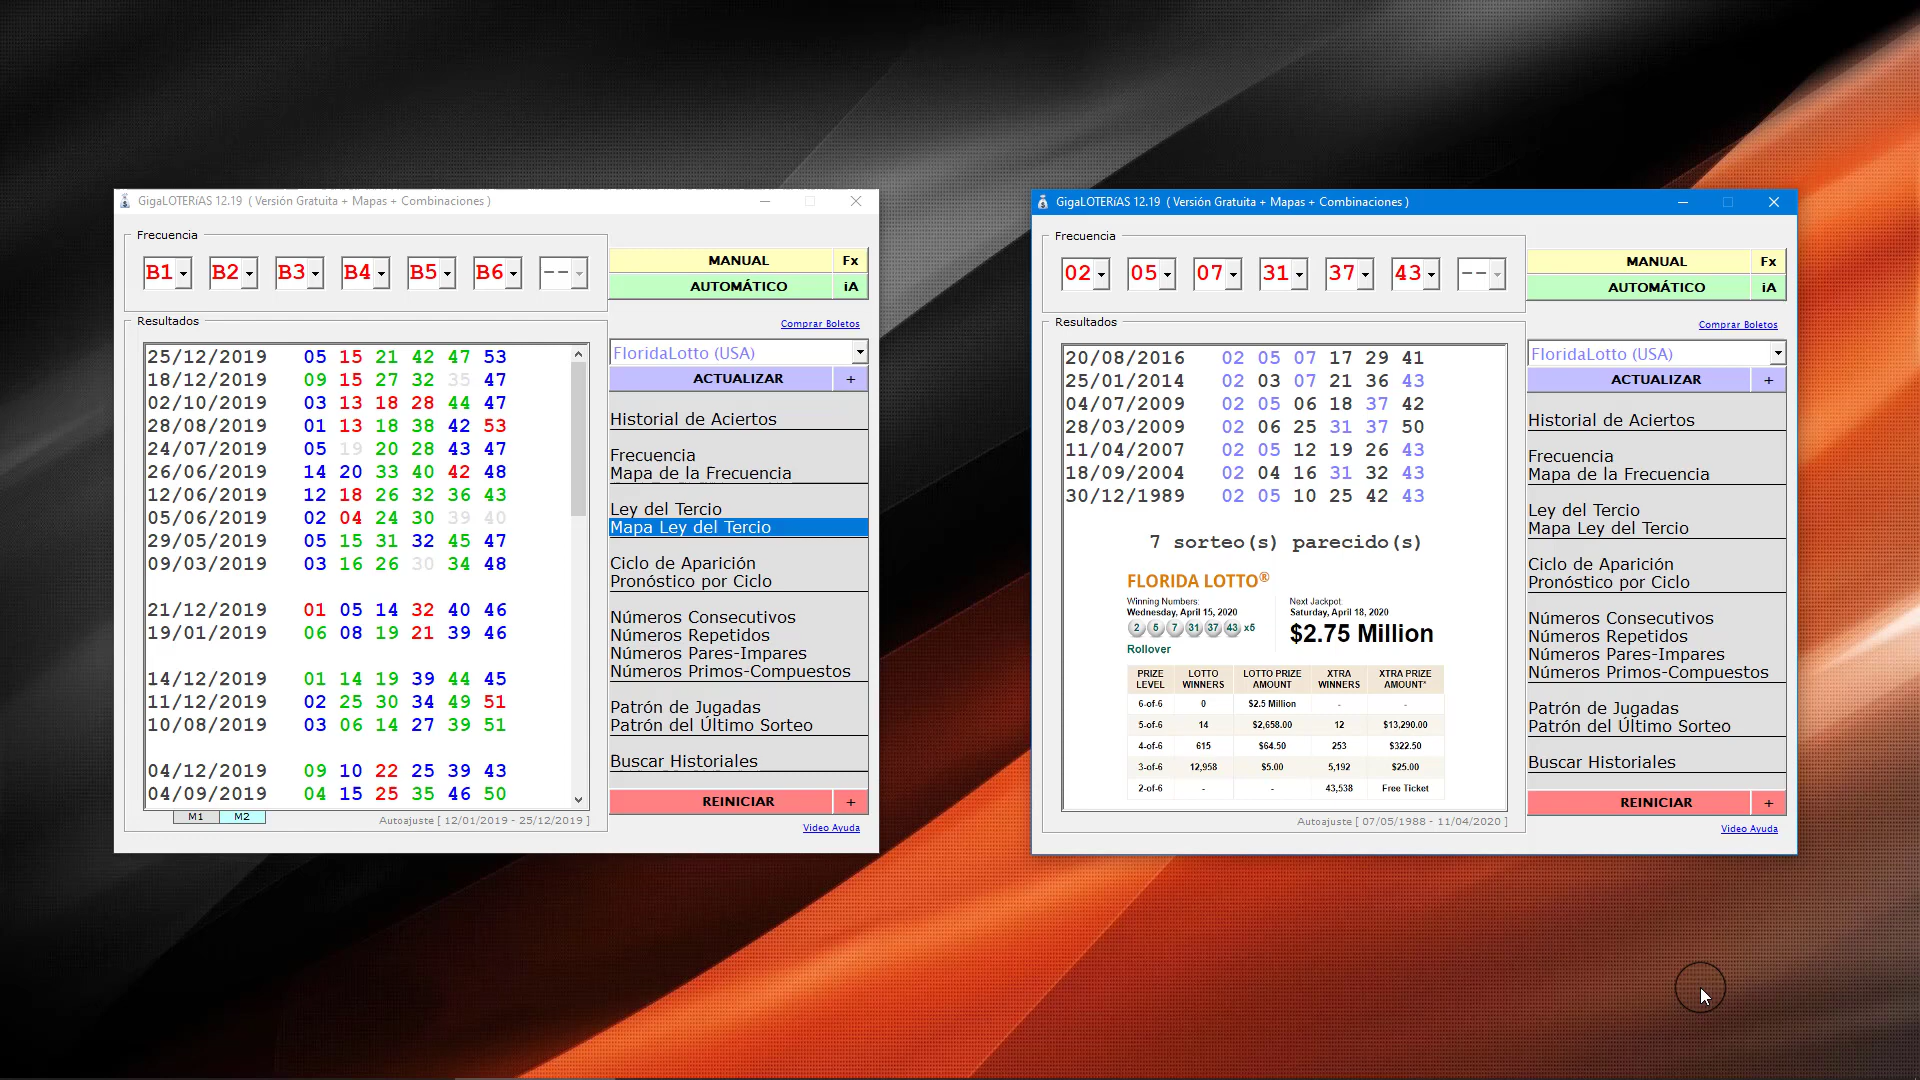 GigaLOTERíAS 12.19 ( Versión Gratuita + Mapas + Combinaciones )
Frecuencia
B1 B2 B3 B4 B5 B6 --
MANUAL Fx
AUTOMÁTICO iA
Comprar Boletos
Resultados
25/12/2019 05 15 21 42 47 53
18/12/2019 09 15 27 32 35 47
02/10/2019 03 13 18 28 44 47
28/08/2019 01 13 18 38 42 53
24/07/2019 05 19 20 28 43 47
26/06/2019 14 20 33 40 42 48
12/06/2019 12 18 26 32 36 43
05/06/2019 02 04 24 30 39 40
29/05/2019 05 15 31 32 45 47
09/03/2019 03 16 26 30 34 48
21/12/2019 01 05 14 32 40 46
19/01/2019 06 08 19 21 39 46
14/12/2019 01 14 19 39 44 45
11/12/2019 02 25 30 34 49 51
10/08/2019 03 06 14 27 39 51
04/12/2019 09 10 22 25 39 43
04/09/2019 04 15 25 35 46 50
M1 M2
Autoajuste [ 12/01/2019 - 25/12/2019 ]
FloridaLotto (USA)
ACTUALIZAR +
Historial de Aciertos
Frecuencia
Mapa de la Frecuencia
Ley del Tercio
Mapa Ley del Tercio
Ciclo de Aparición
Pronóstico por Ciclo
Números Consecutivos
Números Repetidos
Números Pares-Impares
Números Primos-Compuestos
Patrón de Jugadas
Patrón del Último Sorteo
Buscar Historiales
REINICIAR +
Video Ayuda
GigaLOTERíAS 12.19 ( Versión Gratuita + Mapas + Combinaciones )
Frecuencia
02 05 07 31 37 43 --
MANUAL Fx
AUTOMÁTICO iA
Comprar Boletos
Resultados
20/08/2016 02 05 07 17 29 41
25/01/2014 02 03 07 21 36 43
04/07/2009 02 05 06 18 37 42
28/03/2009 02 06 25 31 37 50
11/04/2007 02 05 12 19 26 43
18/09/2004 02 04 16 31 32 43
30/12/1989 02 05 10 25 42 43
7 sorteo(s) parecido(s)
FLORIDA LOTTO®
Winning Numbers: Next Jackpot:
Wednesday, April 15, 2020 Saturday, April 18, 2020
2 5 7 31 37 43 x5 $2.75 Million
Rollover
PRIZE LEVEL LOTTO WINNERS LOTTO PRIZE AMOUNT XTRA WINNERS XTRA PRIZE AMOUNT*
6-of-6 0 $2.5 Million - -
5-of-6 14 $2,658.00 12 $13,290.00
4-of-6 615 $64.50 253 $322.50
3-of-6 12,958 $5.00 5,192 $25.00
2-of-6 - - 43,538 Free Ticket
Autoajuste [ 07/05/1988 - 11/04/2020 ]
FloridaLotto (USA)
ACTUALIZAR +
Historial de Aciertos
Frecuencia
Mapa de la Frecuencia
Ley del Tercio
Mapa Ley del Tercio
Ciclo de Aparición
Pronóstico por Ciclo
Números Consecutivos
Números Repetidos
Números Pares-Impares
Números Primos-Compuestos
Patrón de Jugadas
Patrón del Último Sorteo
Buscar Historiales
REINICIAR +
Video Ayuda